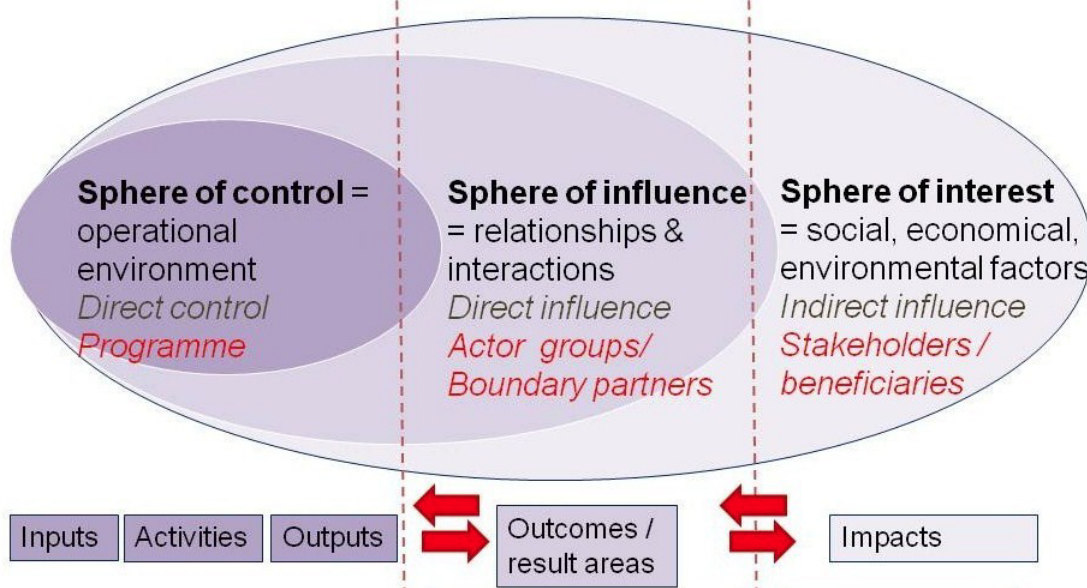 Sphere of control =
operational
environment
Direct control
Programme
Sphere of influence
= relationships &
interactions
Direct influence
Actor groups/
Boundary partners
Sphere of interest
= social, economical,
environmental factors
Indirect influence
Stakeholders /
beneficiaries
Inputs
Activities
Outputs
Outcomes /
result areas
Impacts